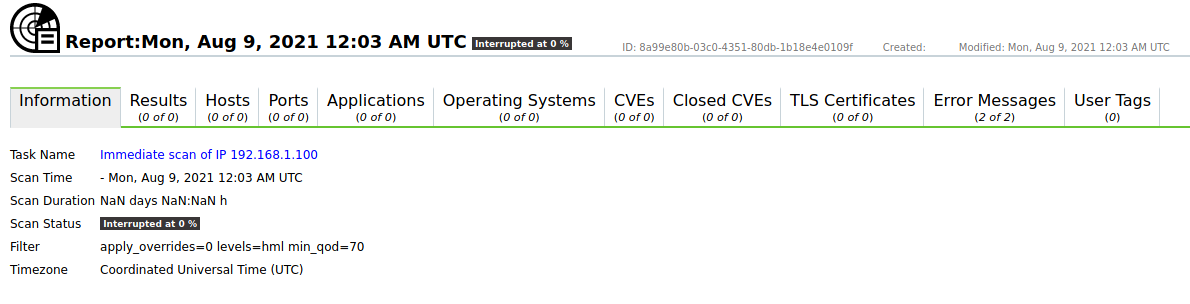 Report:Mon, Aug 9, 2021 12:03 AM UTC Interrupted at 0 % ID: 8a99e80b-03c0-4351-80db-1b18e4e0109f Created: Modified: Mon, Aug 9, 2021 12:03 AM UTC
Information Results Hosts Ports Applications Operating Systems CVEs Closed CVEs TLS Certificates Error Messages User Tags
(0 of 0) (0 of 0) (0 of 0) (0 of 0) (0 of 0) (0 of 0) (0 of 0) (0 of 0) (2 of 2) (0)
Task Name Immediate scan of IP 192.168.1.100
Scan Time - Mon, Aug 9, 2021 12:03 AM UTC
Scan Duration NaN days NaN:NaN h
Scan Status Interrupted at 0 %
Filter apply_overrides=0 levels=hml min_qod=70
Timezone Coordinated Universal Time (UTC)